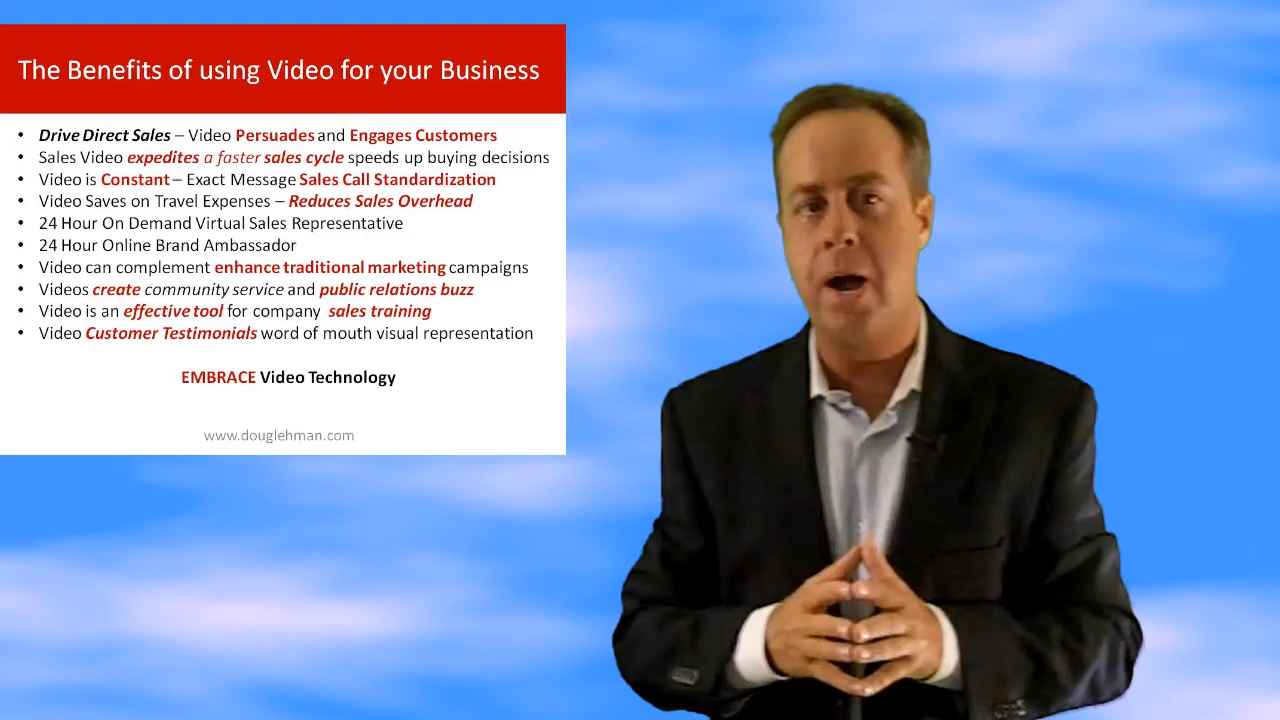 The Benefits of using Video for your Business
• Drive Direct Sales – Video Persuades and Engages Customers
• Sales Video expedites a faster sales cycle speeds up buying decisions
• Video is Constant – Exact Message Sales Call Standardization
• Video Saves on Travel Expenses – Reduces Sales Overhead
• 24 Hour On Demand Virtual Sales Representative
• 24 Hour Online Brand Ambassador
• Video can complement enhance traditional marketing campaigns
• Videos create community service and public relations buzz
• Video is an effective tool for company sales training
• Video Customer Testimonials word of mouth visual representation
EMBRACE Video Technology
www.douglehman.com